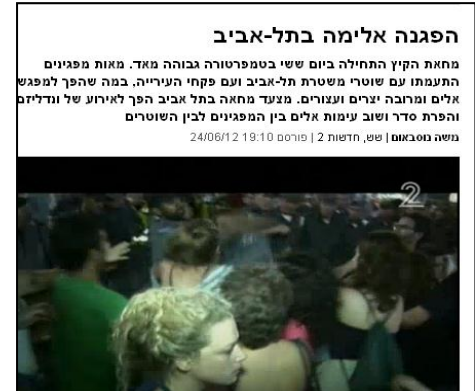 הפגנה אלימה בתל-אביב
מחאת הקיץ התחילה ביום ששי בטמפרטורה גבוהה מאד. מאות מפגינים
התעמתו עם שוטרי משטרת תל-אביב ועם פקחי העירייה, במה שהפך למפגש
אלים ומרובה יצרים ועצורים. מצעד מחאה בתל אביב הפך לאירוע של ונדליזם
והפרת סדר ושוב עימות אלים בין המפגינים לבין השוטרים
משה נוסבאום | שש, חדשות 2 | פורסם 19:10 24/06/12
2